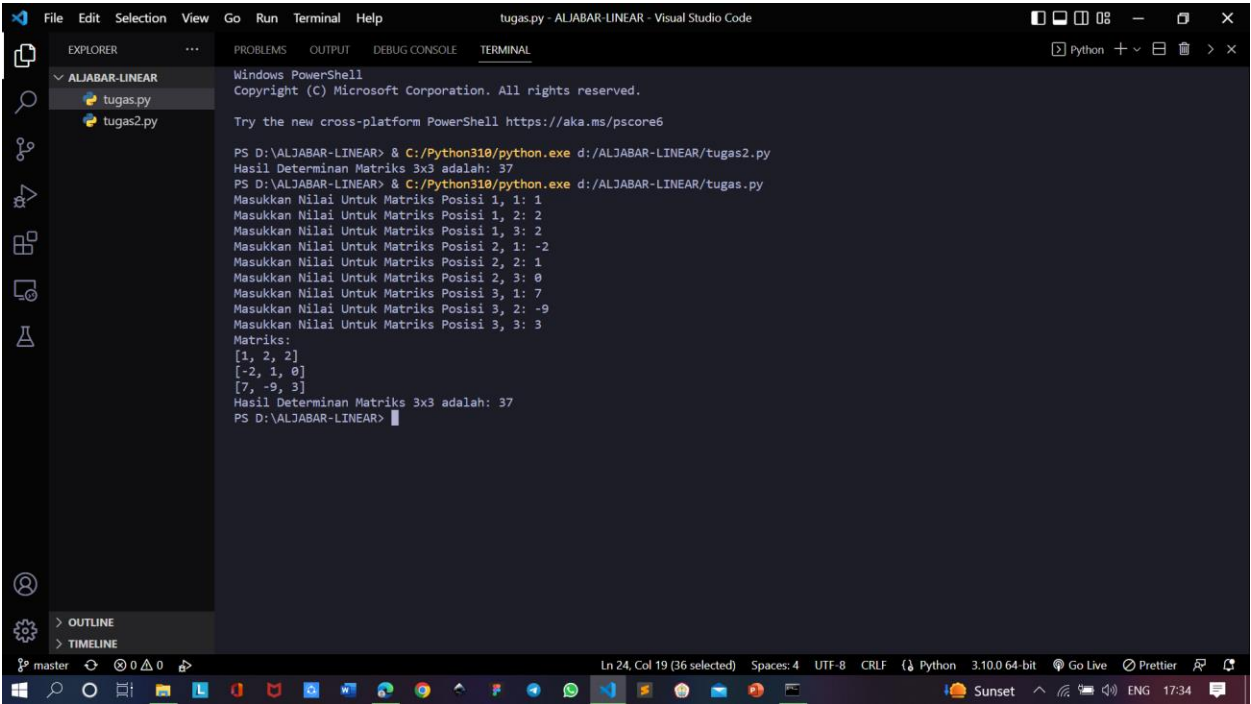 File Edit Selection View Go Run Terminal Help tugas.py - ALJABAR-LINEAR - Visual Studio Code
EXPLORER ...
ALJABAR-LINEAR
tugas.py
tugas2.py
OUTLINE
TIMELINE
PROBLEMS OUTPUT DEBUG CONSOLE TERMINAL Python
Windows PowerShell
Copyright (C) Microsoft Corporation. All rights reserved.
Try the new cross-platform PowerShell https://aka.ms/pscore6
PS D:\ALJABAR-LINEAR> & C:/Python310/python.exe d:/ALJABAR-LINEAR/tugas2.py
Hasil Determinan Matriks 3x3 adalah: 37
PS D:\ALJABAR-LINEAR> & C:/Python310/python.exe d:/ALJABAR-LINEAR/tugas.py
Masukkan Nilai Untuk Matriks Posisi 1, 1: 1
Masukkan Nilai Untuk Matriks Posisi 1, 2: 2
Masukkan Nilai Untuk Matriks Posisi 1, 3: 2
Masukkan Nilai Untuk Matriks Posisi 2, 1: -2
Masukkan Nilai Untuk Matriks Posisi 2, 2: 1
Masukkan Nilai Untuk Matriks Posisi 2, 3: 0
Masukkan Nilai Untuk Matriks Posisi 3, 1: 7
Masukkan Nilai Untuk Matriks Posisi 3, 2: -9
Masukkan Nilai Untuk Matriks Posisi 3, 3: 3
Matriks:
[1, 2, 2]
[-2, 1, 0]
[7, -9, 3]
Hasil Determinan Matriks 3x3 adalah: 37
PS D:\ALJABAR-LINEAR>
master 0 0 Ln 24, Col 19 (36 selected) Spaces: 4 UTF-8 CRLF Python 3.10.0 64-bit Go Live Prettier
Sunset ENG 17:34